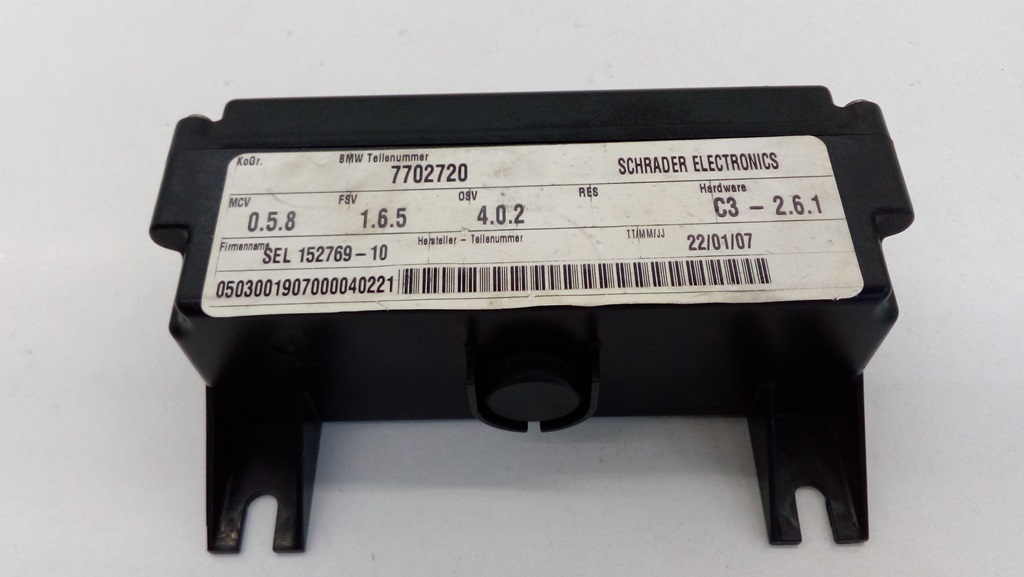 KoGr. BMW Teilenummer
7702720 SCHRADER ELECTRONICS
MCV FSV OSV RES Hardware
0.5.8 1.6.5 4.0.2 C3 - 2.6.1
Firmenname Hersteller - Teilenummer TT/MM/JJ
SEL 152769-10 22/01/07
0503001907000040221